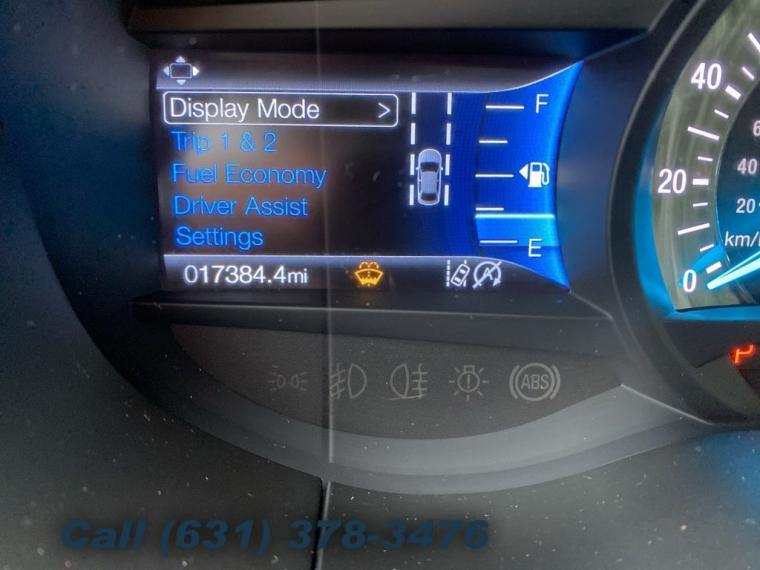 Display Mode >
Trip 1 & 2
Fuel Economy
Driver Assist
Settings
017384.4mi
F
E
40
20
0
40
20
km/
ABS
Call (631) 378-3476